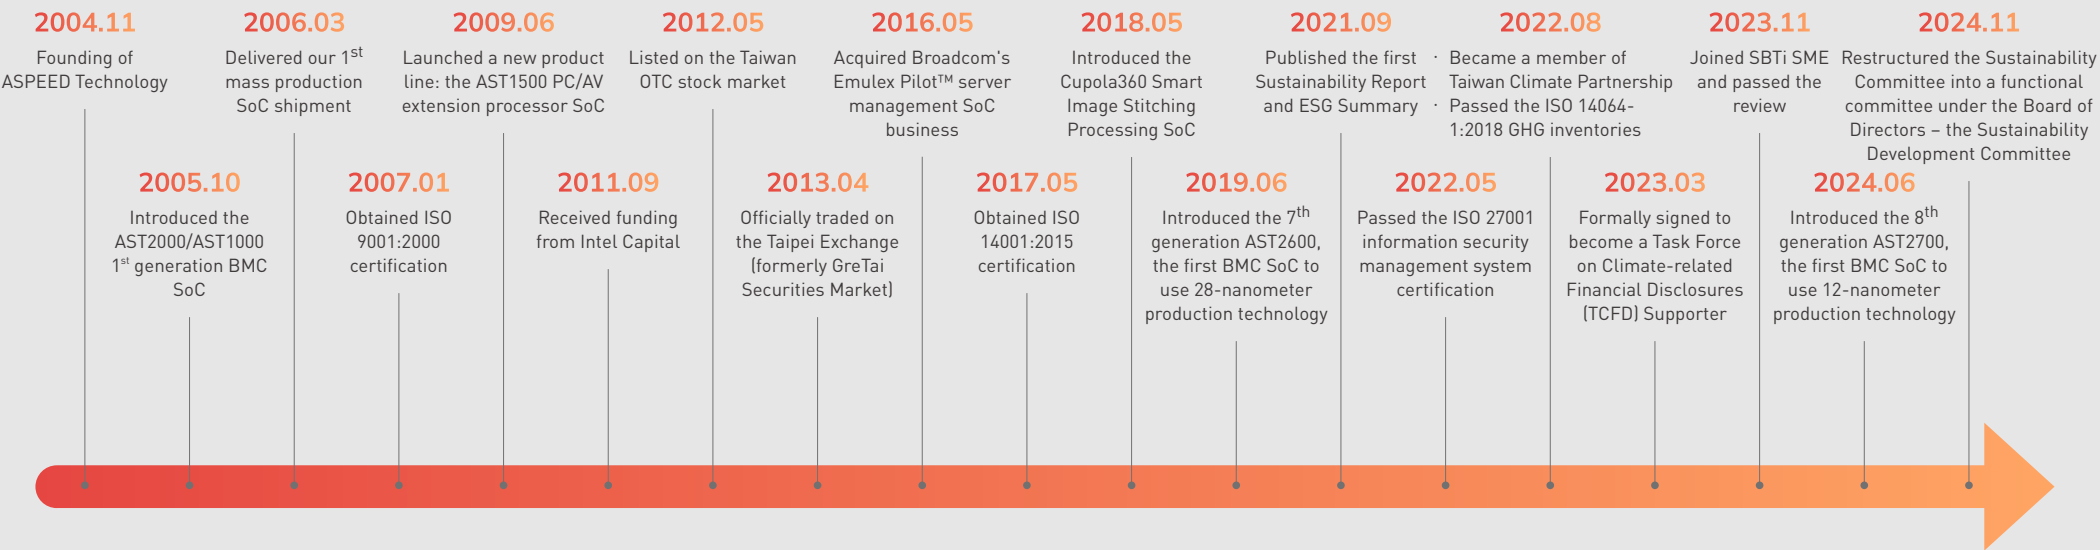 2004.11
Founding of
ASPEED Technology
2005.10
Introduced the
AST2000/AST1000
1st generation BMC
SoC
2006.03
Delivered our 1st
mass production
SoC shipment
2007.01
Obtained ISO
9001:2000
certification
2009.06
Launched a new product
line: the AST1500 PC/AV
extension processor SoC
2011.09
Received funding
from Intel Capital
2012.05
Listed on the Taiwan
OTC stock market
2013.04
Officially traded on
the Taipei Exchange
(formerly GreTai
Securities Market)
2016.05
Acquired Broadcom's
Emulex Pilot™ server
management SoC
business
2017.05
Obtained ISO
14001:2015
certification
2018.05
Introduced the
Cupola360 Smart
Image Stitching
Processing SoC
2019.06
Introduced the 7th
generation AST2600,
the first BMC SoC to
use 28-nanometer
production technology
2021.09
Published the first
Sustainability Report
and ESG Summary
2022.05
Passed the ISO 27001
information security
management system
certification
2022.08
· Became a member of
Taiwan Climate Partnership
· Passed the ISO 14064-
1:2018 GHG inventories
2023.03
Formally signed to
become a Task Force
on Climate-related
Financial Disclosures
(TCFD) Supporter
2023.11
Joined SBTi SME
and passed the
review
2024.06
Introduced the 8th
generation AST2700,
the first BMC SoC to
use 12-nanometer
production technology
2024.11
Restructured the Sustainability
Committee into a functional
committee under the Board of
Directors – the Sustainability
Development Committee